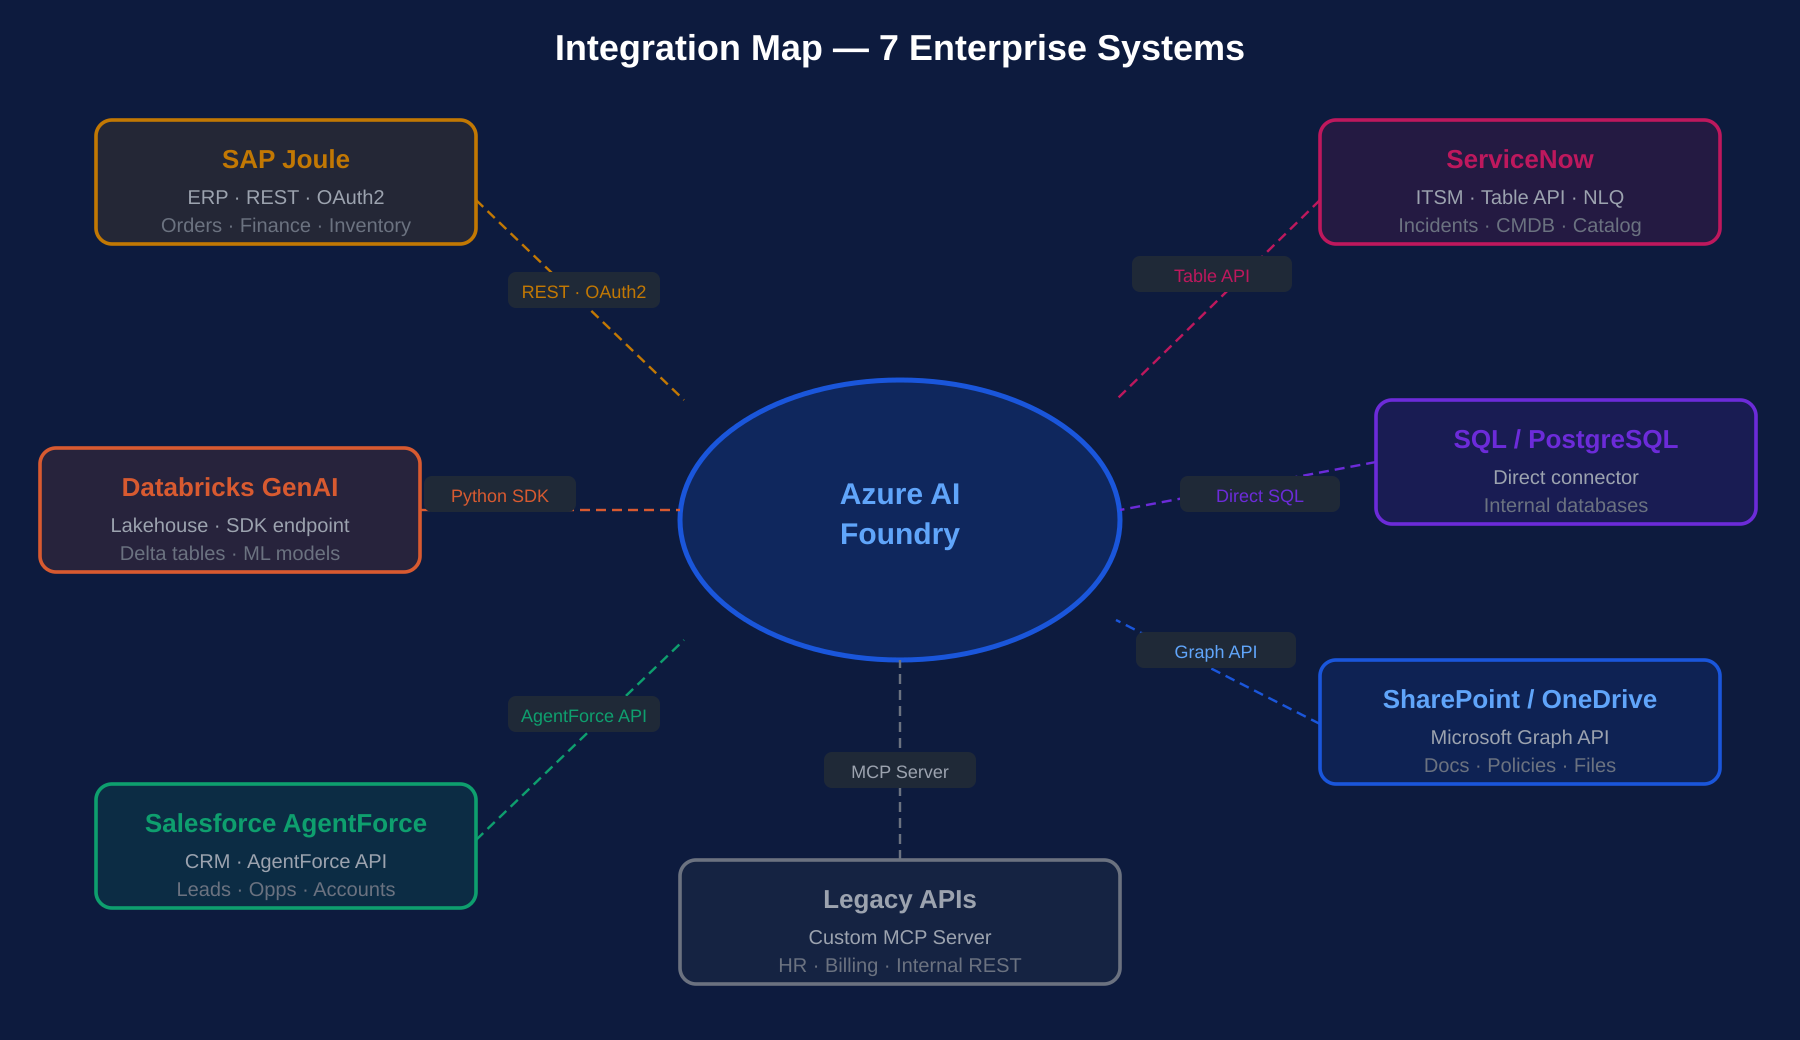 Integration Map — 7 Enterprise Systems
SAP Joule
ERP · REST · OAuth2
Orders · Finance · Inventory
ServiceNow
ITSM · Table API · NLQ
Incidents · CMDB · Catalog
REST · OAuth2
Table API
SQL / PostgreSQL
Direct connector
Internal databases
Databricks GenAI
Lakehouse · SDK endpoint
Delta tables · ML models
Python SDK
Azure AI
Foundry
Direct SQL
Graph API
SharePoint / OneDrive
Microsoft Graph API
Docs · Policies · Files
AgentForce API
MCP Server
Salesforce AgentForce
CRM · AgentForce API
Leads · Opps · Accounts
Legacy APIs
Custom MCP Server
HR · Billing · Internal REST